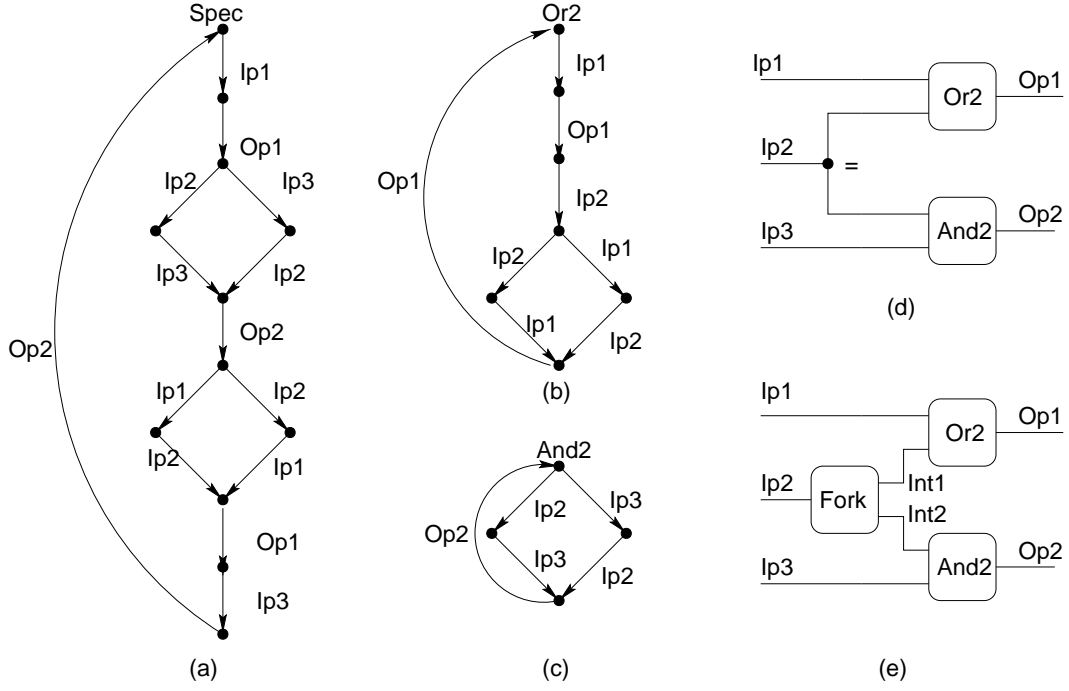 Spec
Ip1
Op1
Ip2 Ip3
Ip3 Ip2
Op2
Op2
Ip1 Ip2
Ip2 Ip1
Op1
Ip3
(a)
Or2
Ip1
Op1
Op1
Ip2
Ip2 Ip1
Ip1 Ip2
(b)
And2
Ip2 Ip3
Op2
Ip3 Ip2
(c)
Ip1 Or2 Op1
Ip2 =
Ip3 And2 Op2
(d)
Ip1 Or2 Op1
Ip2 Fork Int1
Int2
Ip3 And2 Op2
(e)